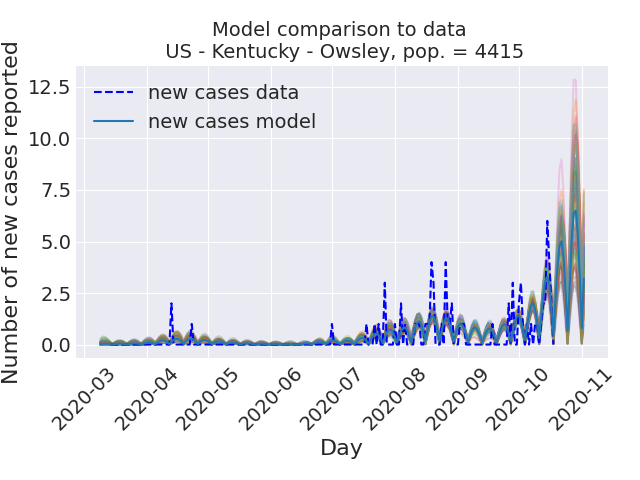 Model comparison to data
US - Kentucky - Owsley, pop. = 4415
new cases data
new cases model
Number of new cases reported
12.5
10.0
7.5
5.0
2.5
0.0
2020-03
2020-04
2020-05
2020-06
2020-07
2020-08
2020-09
2020-10
2020-11
Day